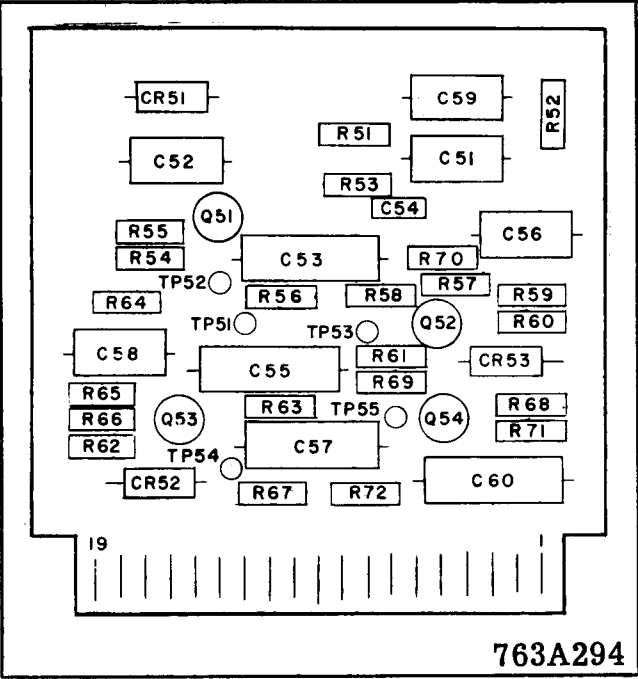 CR51
C59
R52
R51
C52
C51
R53
C54
Q51
R55
C56
R54
C53
R70
TP52
R57
R56
R58
R59
R64
TP51
TP53
Q52
R60
C58
R61
CR53
C55
R69
R65
R63
R68
R66
Q53
TP55
Q54
R71
R62
C57
TP54
CR52
C60
R67
R72
19
1
763A294